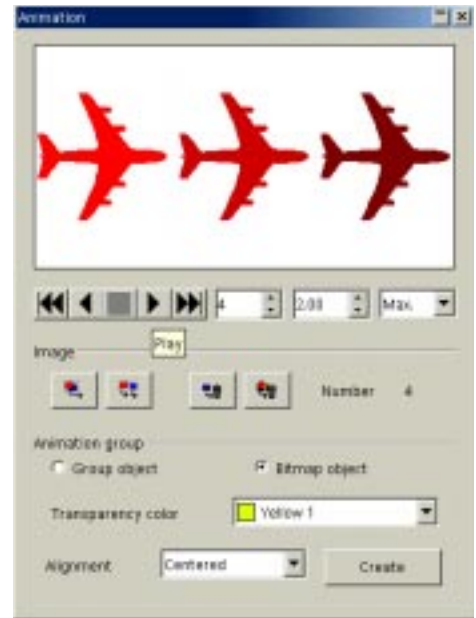 Animation
4 2.00 Max.
Play
Image
Number 4
Animation group
Group object Bitmap object
Transparency color Yellow 1
Alignment Centered Create